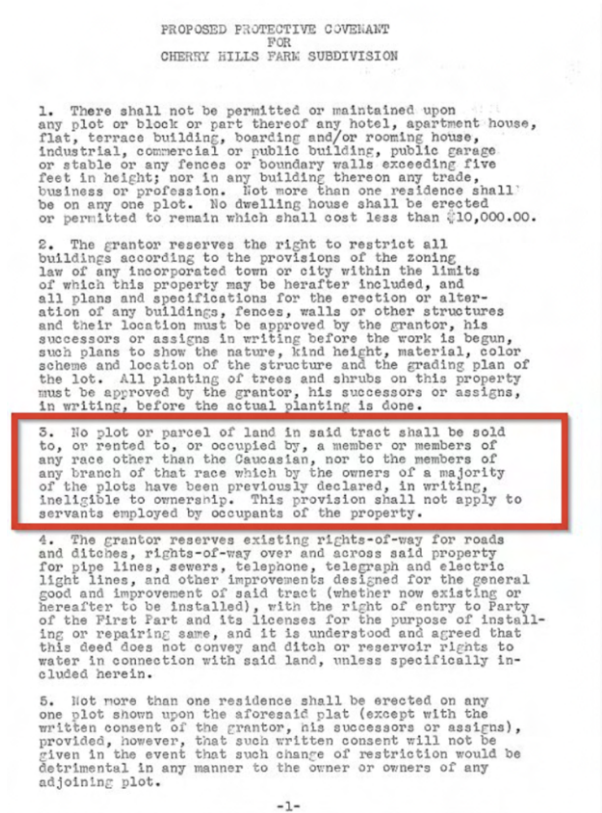 PROPOSED PROTECTIVE COVENANT
FOR
CHERRY HILLS FARM SUBDIVISION
1. There shall not be permitted or maintained upon
any plot or block or part thereof any hotel, apartment house,
flat, terrace building, boarding and/or rooming house,
industrial, commercial or public building, public garage
or stable or any fences or boundary walls exceeding five
feet in height; nor in any building thereon any trade,
business or profession. Not more than one residence shall
be on any one plot. No dwelling house shall be erected
or permitted to remain which shall cost less than $10,000.00.
2. The grantor reserves the right to restrict all
buildings according to the provisions of the zoning
law of any incorporated town or city within the limits
of which this property may be herafter included, and
all plans and specifications for the erection or alter-
ation of any buildings, fences, walls or other structures
and their location must be approved by the grantor, his
successors or assigns in writing before the work is begun,
such plans to show the nature, kind height, material, color
scheme and location of the structure and the grading plan of
the lot. All planting of trees and shrubs on this property
must be approved by the grantor, his successors or assigns,
in writing, before the actual planting is done.
3. No plot or parcel of land in said tract shall be sold
to, or rented to, or occupied by, a member or members of
any race other than the Caucasian, nor to the members of
any branch of that race which by the owners of a majority
of the plots have been previously declared, in writing,
ineligible to ownership. This provision shall not apply to
servants employed by occupants of the property.
4. The grantor reserves existing rights-of-way for roads
and ditches, rights-of-way over and across said property
for pipe lines, sewers, telephone, telegraph and electric
light lines, and other improvements designed for the general
good and improvement of said tract (whether now existing or
hereafter to be installed), with the right of entry to Party
of the First Part and its licenses for the purpose of install-
ing or repairing same, and it is understood and agreed that
this deed does not convey and ditch or reservoir rights to
water in connection with said land, unless specifically in-
cluded herein.
5. Not more than one residence shall be erected on any
one plot shown upon the aforesaid plat (except with the
written consent of the grantor, his successors or assigns),
provided, however, that such written consent will not be
given in the event that such change of restriction would be
detrimental in any manner to the owner or owners of any
adjoining plot.
-1-